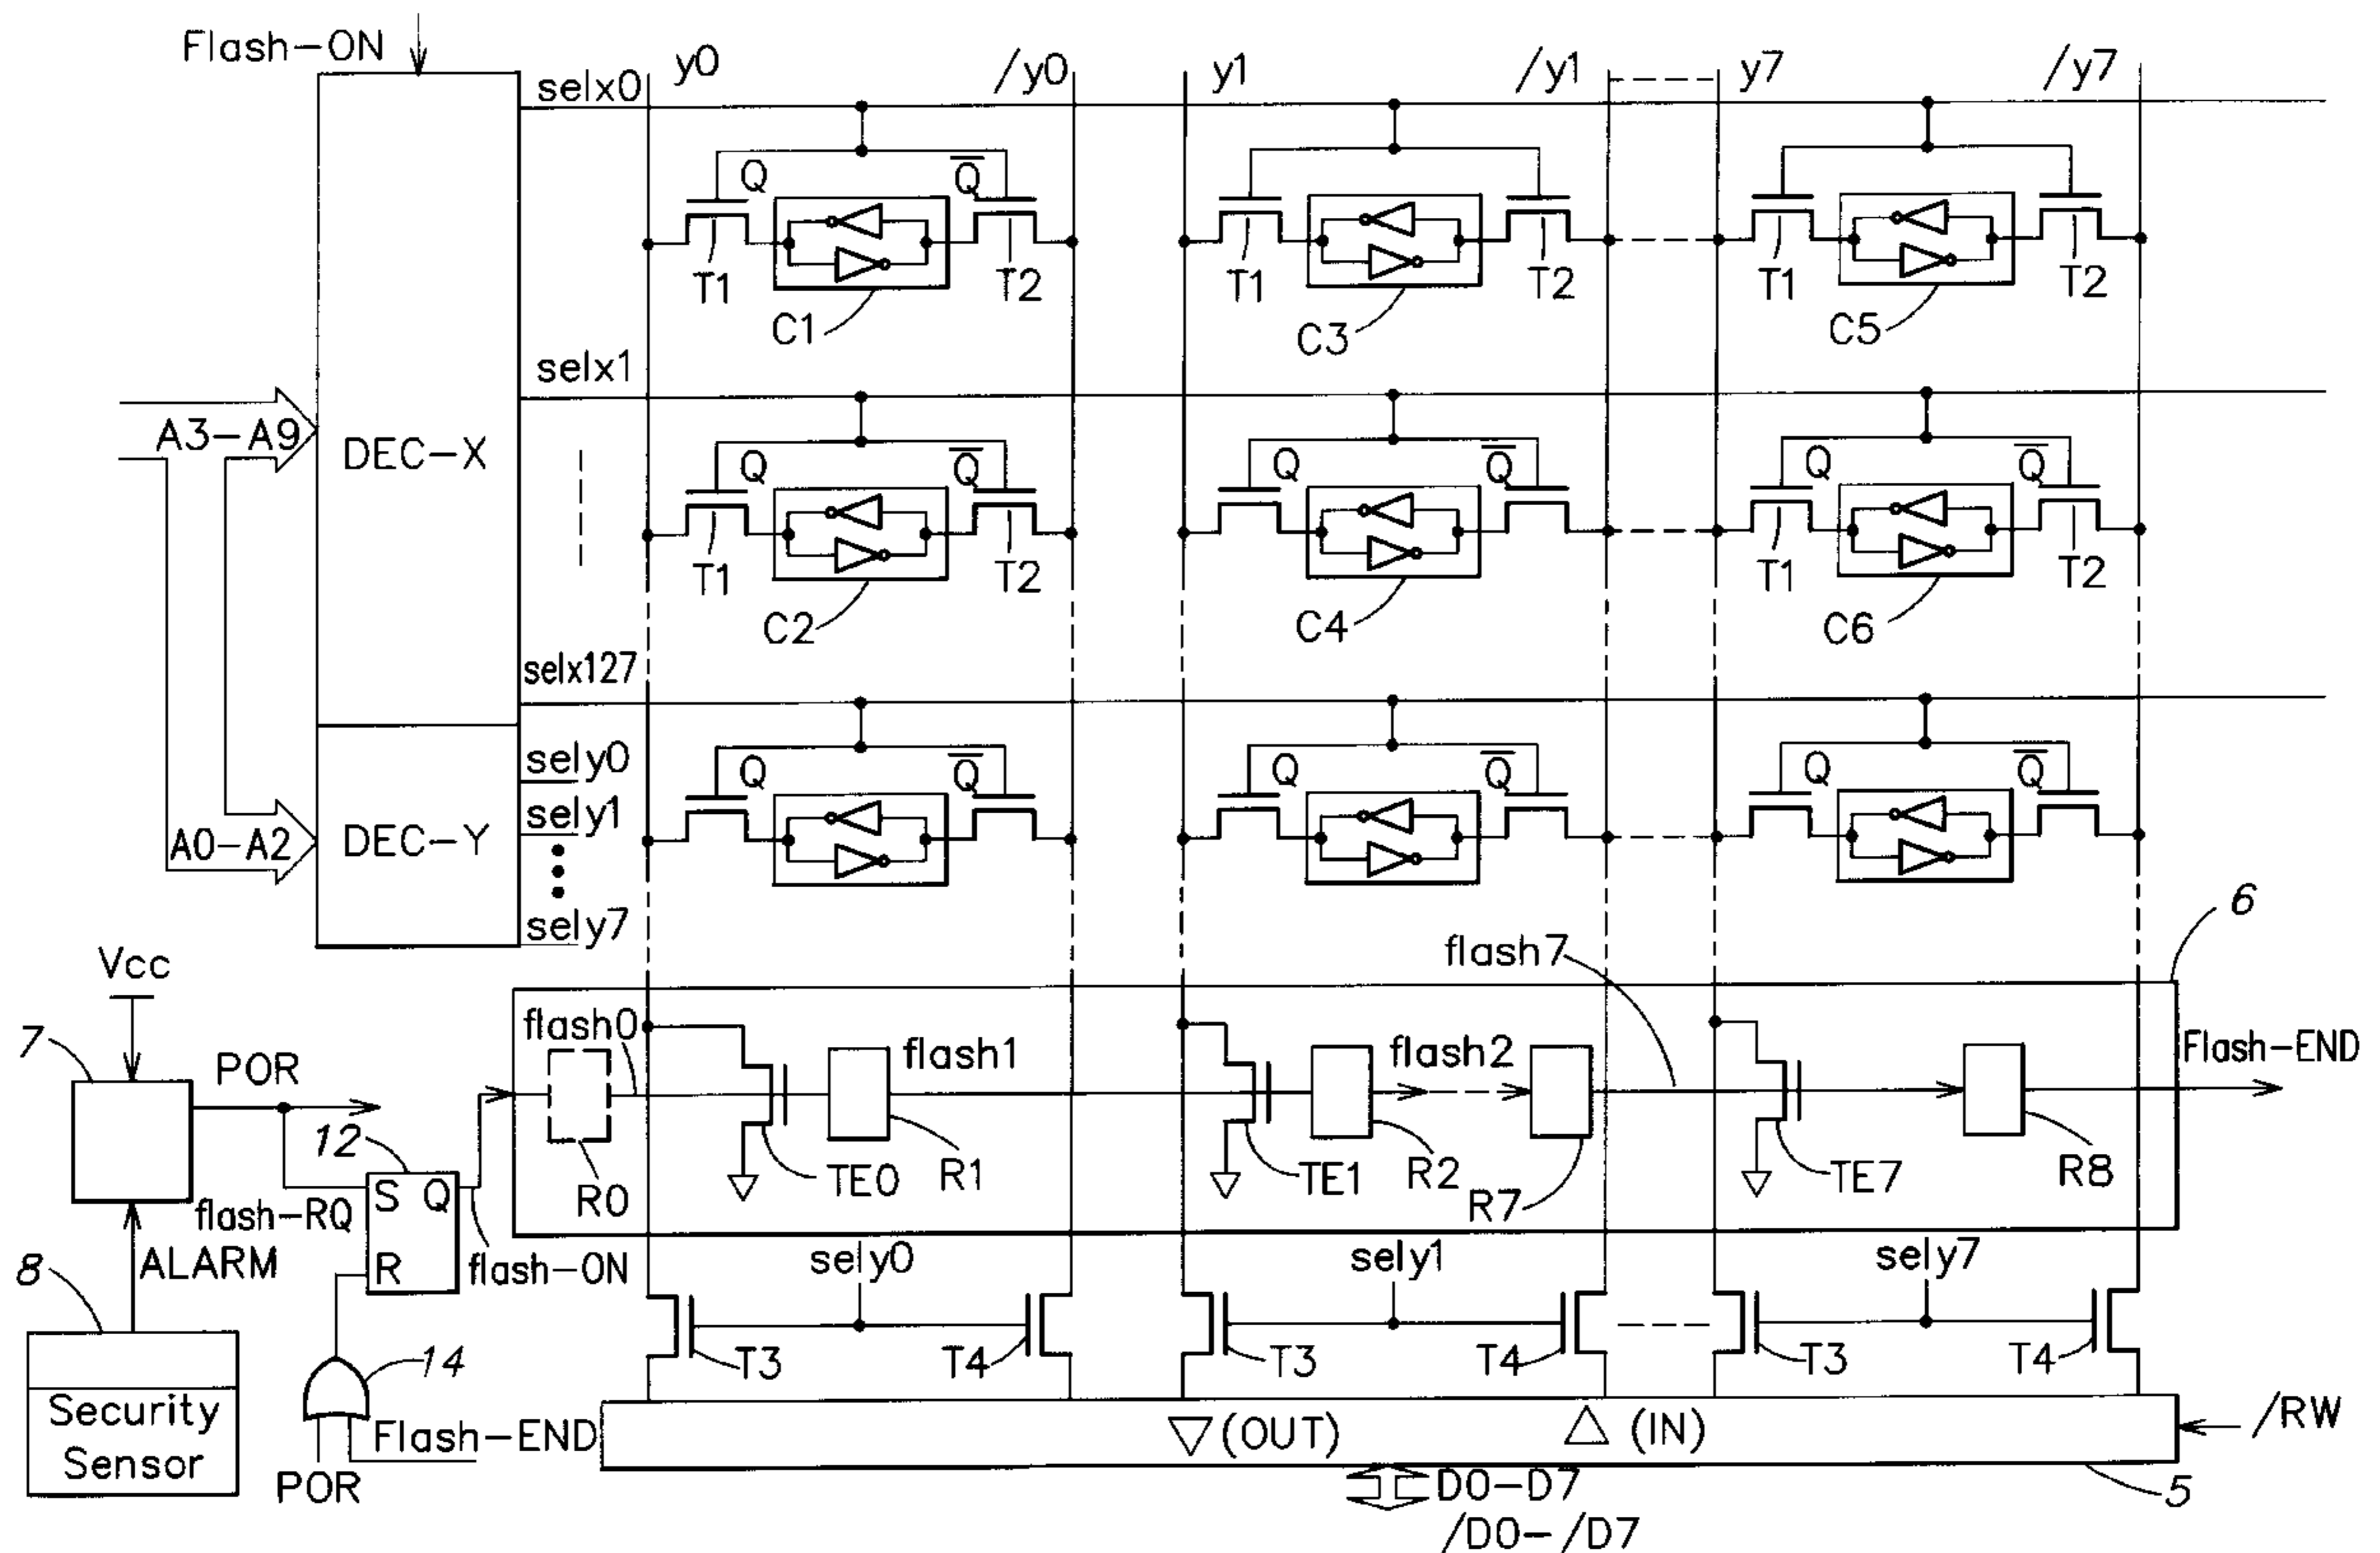 Flash-ON
selx0
y0
/y0
y1
/y1
y7
/y7
Q
Q̅
T1
T2
T1
T2
T1
T2
C1
C3
C5
selx1
A3-A9
DEC-X
Q
Q̅
Q
Q̅
Q
Q̅
T1
T2
T1
T2
C2
C4
C6
selx127
sely0
Q
Q̅
Q
Q̅
Q
Q̅
sely1
A0-A2
DEC-Y
sely7
6
Vcc
flash7
7
POR
flash0
flash1
flash2
Flash-END
12
R0
TE0
R1
TE1
R2
R7
TE7
R8
S
Q
flash-RQ
ALARM
R
flash-ON
8
sely0
sely1
sely7
14
T3
T4
T3
T4
T3
T4
Security
Sensor
Flash-END
POR
(OUT)
(IN)
/RW
D0-D7
/D0-/D7
5